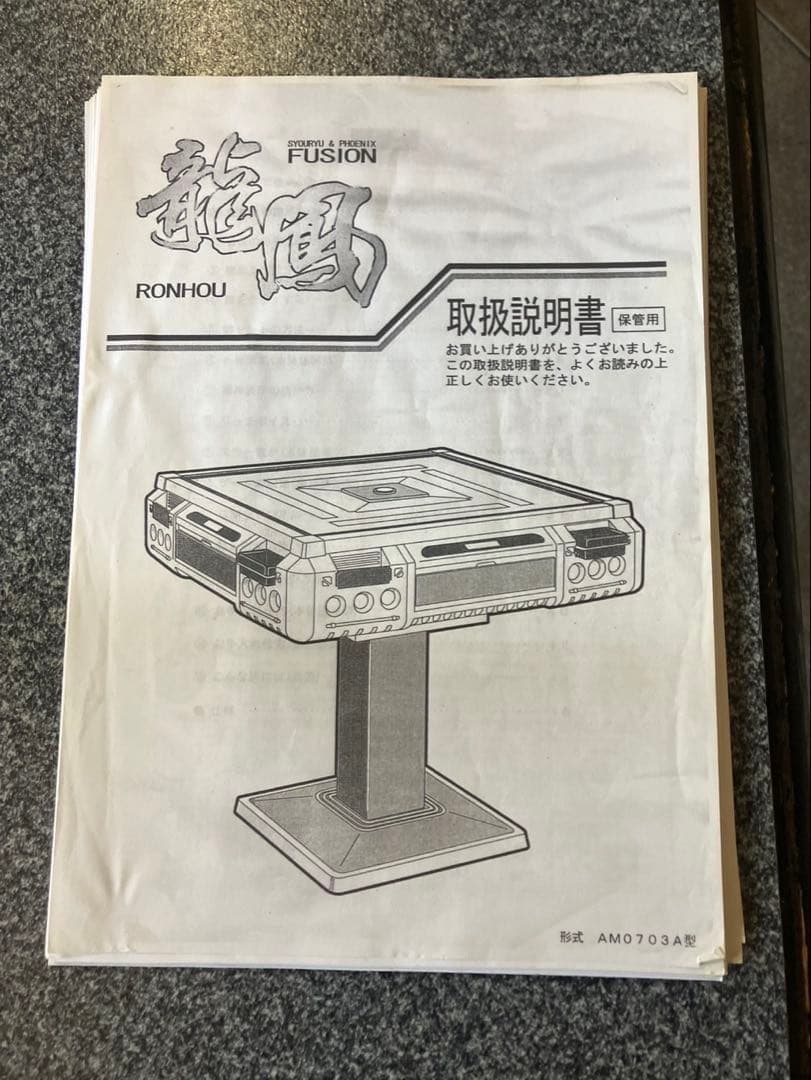 SYOURYU & PHOENIX
FUSION
龍鳳
RONHOU
取扱説明書 保管用
お買い上げありがとうございました。
この取扱説明書を、よくお読みの上
正しくお使いください。
形式 AM0703A型